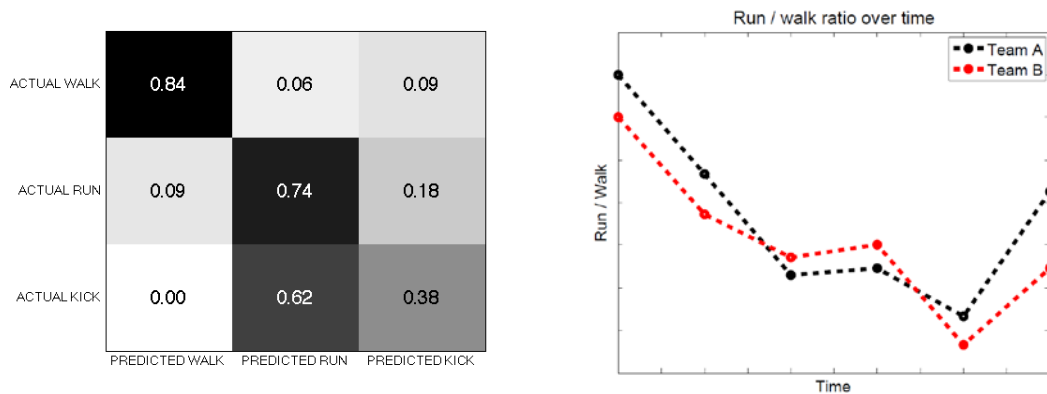 ACTUAL WALK 0.84 0.06 0.09
ACTUAL RUN 0.09 0.74 0.18
ACTUAL KICK 0.00 0.62 0.38
PREDICTED WALK PREDICTED RUN PREDICTED KICK
Run / walk ratio over time
Team A
Team B
Run / Walk
Time